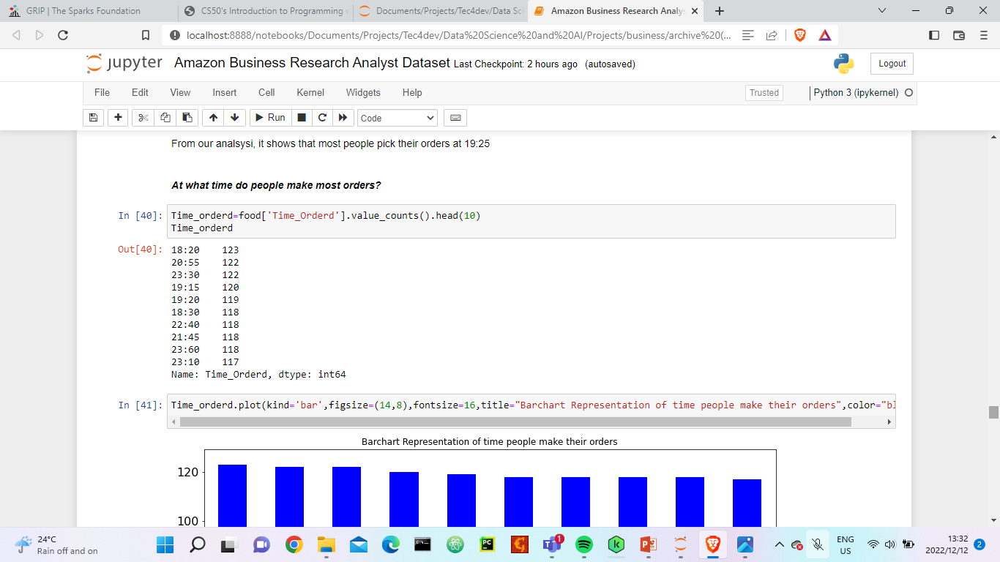 GRIP | The Sparks Foundation
CS50's Introduction to Programming w
Documents/Projects/Tec4dev/Data Sci
Amazon Business Research Analy
localhost:8888/notebooks/Documents/Projects/Tec4dev/Data%20Science%20and%20AI/Projects/business/archive%20(...
jupyter Amazon Business Research Analyst Dataset Last Checkpoint: 2 hours ago (autosaved)
Logout
File Edit View Insert Cell Kernel Widgets Help
Trusted
Python 3 (ipykernel)
Run
Code
From our analsysi, it shows that most people pick their orders at 19:25
At what time do people make most orders?
In [40]: Time_orderd=food['Time_Orderd'].value_counts().head(10)
Time_orderd
Out[40]: 18:20 123
20:55 122
23:30 122
19:15 120
19:20 119
18:30 118
22:40 118
21:45 118
23:60 118
23:10 117
Name: Time_Orderd, dtype: int64
In [41]: Time_orderd.plot(kind='bar',figsize=(14,8),fontsize=16,title="Barchart Representation of time people make their orders",color="bl
Barchart Representation of time people make their orders
120
100
24°C
Rain off and on
PC
1
ENG
US
13:32
2022/12/12
2